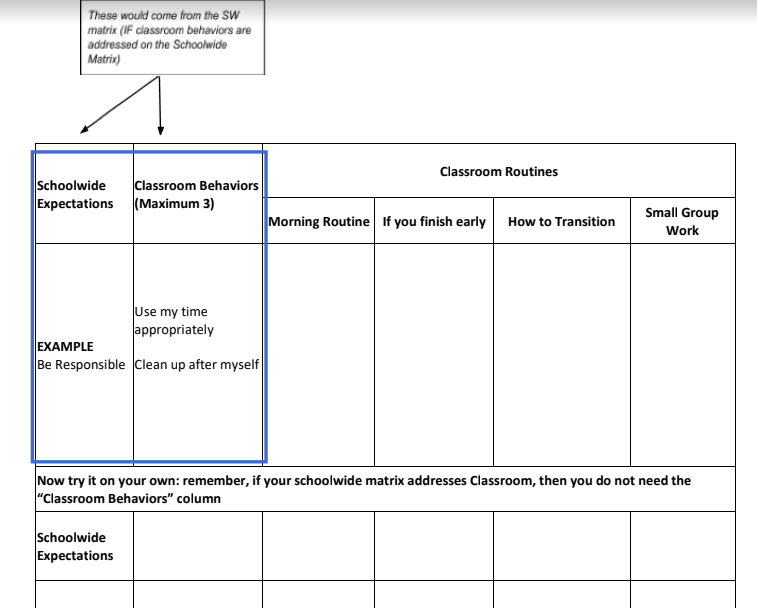 These would come from the SW
matrix (IF classroom behaviors are
addressed on the Schoolwide
Matrix)
Schoolwide
Expectations
Classroom Behaviors
(Maximum 3)
Classroom Routines
Morning Routine
If you finish early
How to Transition
Small Group
Work
EXAMPLE
Be Responsible
Use my time
appropriately
Clean up after myself
Now try it on your own: remember, if your schoolwide matrix addresses Classroom, then you do not need the
“Classroom Behaviors” column
Schoolwide
Expectations